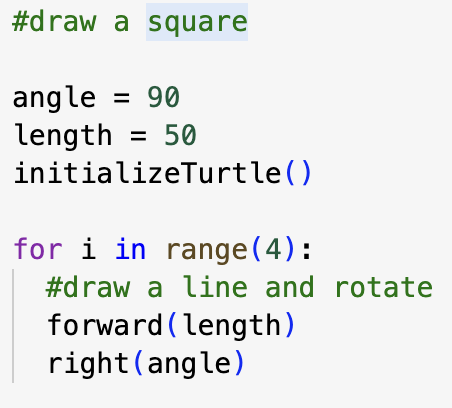 #draw a square
angle = 90
length = 50
initializeTurtle()
for i in range(4):
  #draw a line and rotate
  forward(length)
  right(angle)